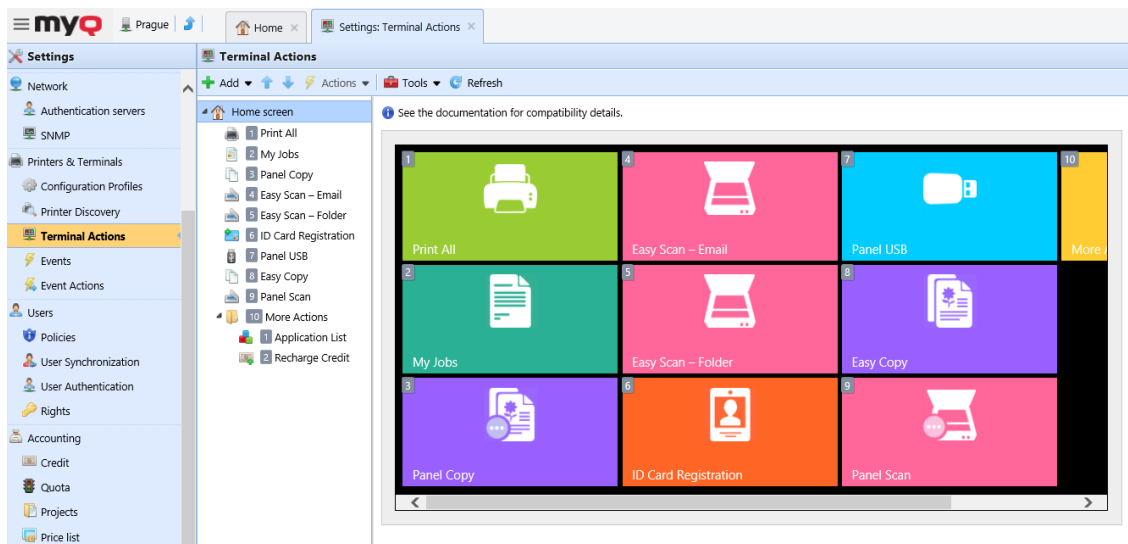 myQ
Prague
Home
Settings: Terminal Actions
Settings
Network
Authentication servers
SNMP
Printers & Terminals
Configuration Profiles
Printer Discovery
Terminal Actions
Events
Event Actions
Users
Policies
User Synchronization
User Authentication
Rights
Accounting
Credit
Quota
Projects
Price list
Terminal Actions
Add
Actions
Tools
Refresh
Home screen
1 Print All
2 My Jobs
3 Panel Copy
4 Easy Scan – Email
5 Easy Scan – Folder
6 ID Card Registration
7 Panel USB
8 Easy Copy
9 Panel Scan
10 More Actions
1 Application List
2 Recharge Credit
See the documentation for compatibility details.
1
Print All
4
Easy Scan – Email
7
Panel USB
10
More
2
My Jobs
5
Easy Scan – Folder
8
Easy Copy
3
Panel Copy
6
ID Card Registration
9
Panel Scan